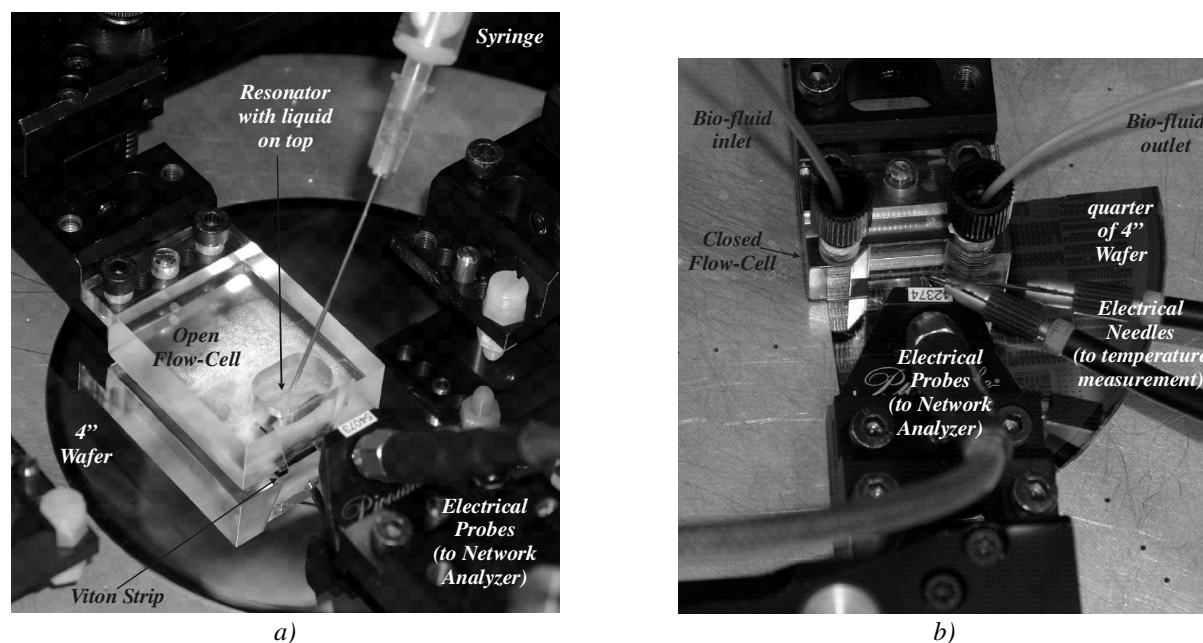 Syringe
Resonator
with liquid
on top
Open
Flow-Cell
4”
Wafer
54073
Electrical
Probes
(to Network
Analyzer)
Viton Strip
a)
Bio-fluid
inlet
Bio-fluid
outlet
quarter
of 4”
Wafer
Closed
Flow-Cell
42374
Electrical
Needles
(to temperature
measurement)
Electrical
Probes
(to Network
Analyzer)
b)